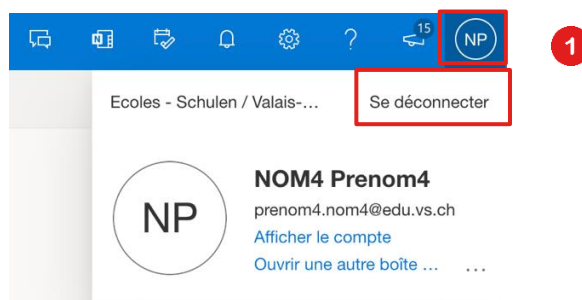 15
NP
1
Ecoles - Schulen / Valais-... Se déconnecter
NP
NOM4 Prenom4
prenom4.nom4@edu.vs.ch
Afficher le compte
Ouvrir une autre boîte ... ...